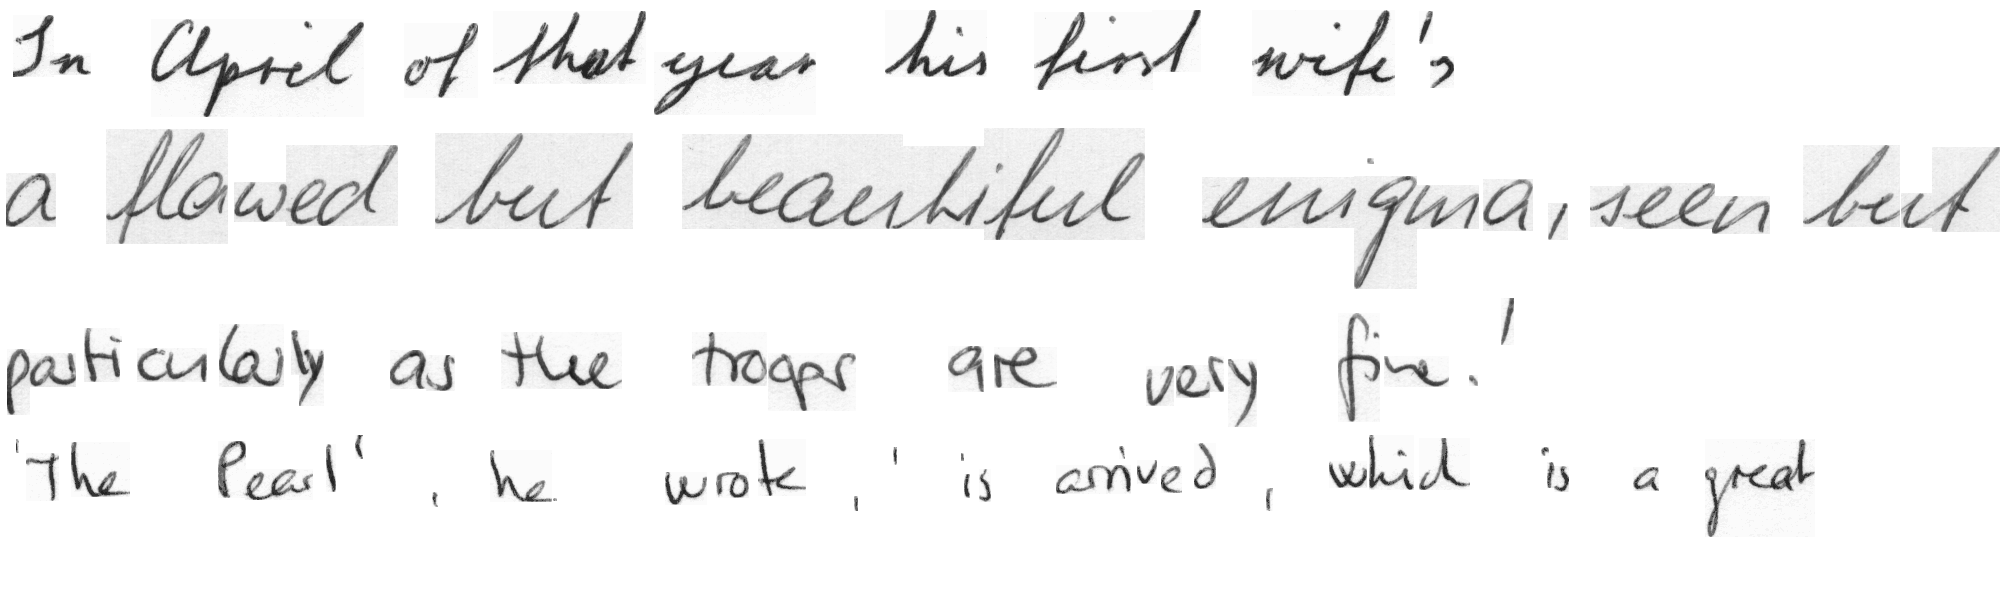 In April of that year his first wife's
a flawed but beautiful enigma, seen but
particularly as the troops are very fine.'
'The Pearl', he wrote, 'is arrived, which is a great